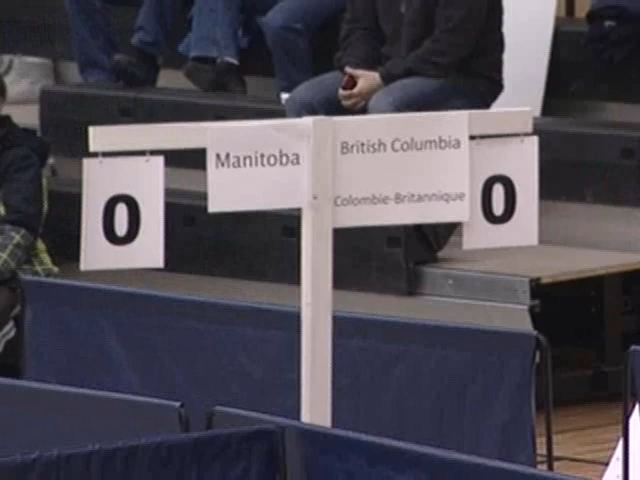 0
Manitoba
British Columbia
Colombie-Britannique
0